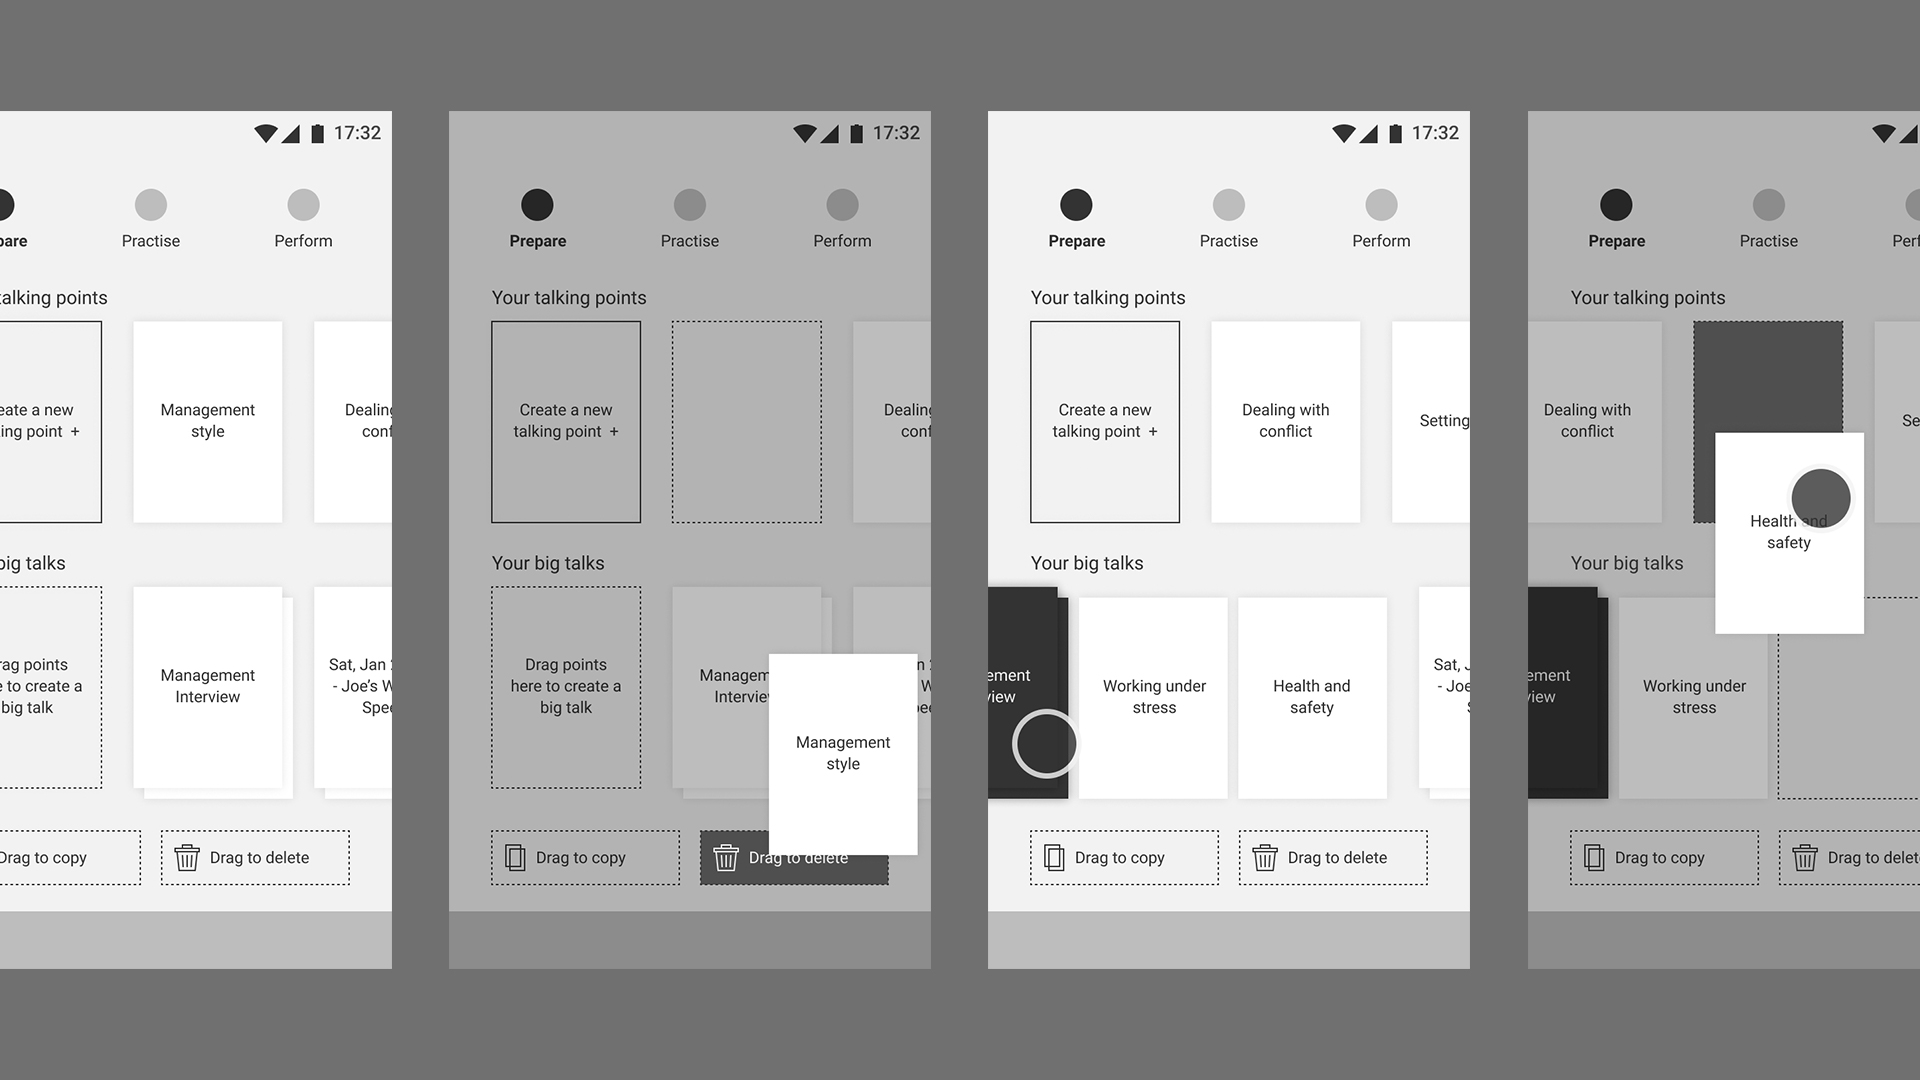 17:32
pare
Practise
Perform
talking points
eate a new
ing point +
Management
style
Dealing
conf
big talks
rag points
e to create a
big talk
Management
Interview
Sat, Jan
- Joe's W
Spee
Drag to copy
Drag to delete
17:32
Prepare
Practise
Perform
Your talking points
Create a new
talking point +
Dealing
conf
Your big talks
Drag points
here to create a
big talk
Managem
Interview
Management
style
Drag to copy
Drag to delete
17:32
Prepare
Practise
Perform
Your talking points
Create a new
talking point +
Dealing with
conflict
Setting
Your big talks
ement
view
Working under
stress
Health and
safety
Sat, J
- Joe
S
Drag to copy
Drag to delete
Prepare
Practise
Perf
Your talking points
Dealing with
conflict
Se
Health and
safety
Your big talks
ement
view
Working under
stress
Drag to copy
Drag to delet